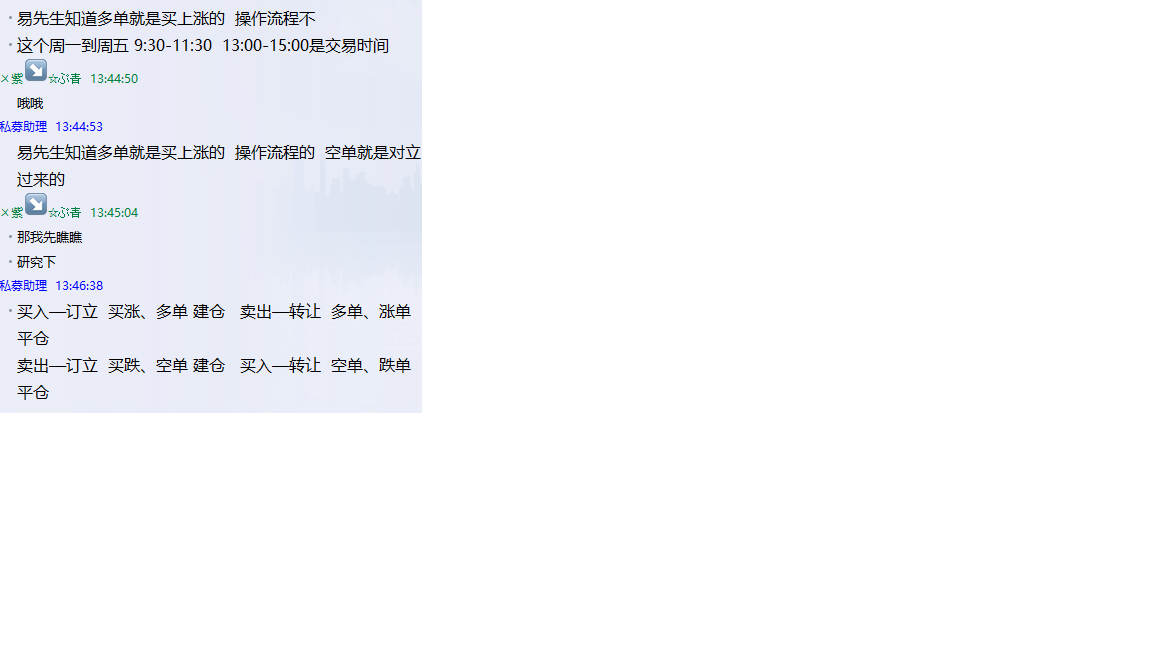 易先生知道多单就是买上涨的 操作流程不
这个周一到周五 9:30-11:30 13:00-15:00是交易时间
㐅紫↘☆ぷ青 13:44:50
哦哦
私募助理 13:44:53
易先生知道多单就是买上涨的 操作流程的 空单就是对立
过来的
㐅紫↘☆ぷ青 13:45:04
那我先瞧瞧
研究下
私募助理 13:46:38
买入—订立 买涨、多单 建仓 卖出—转让 多单、涨单
平仓
卖出—订立 买跌、空单 建仓 买入—转让 空单、跌单
平仓